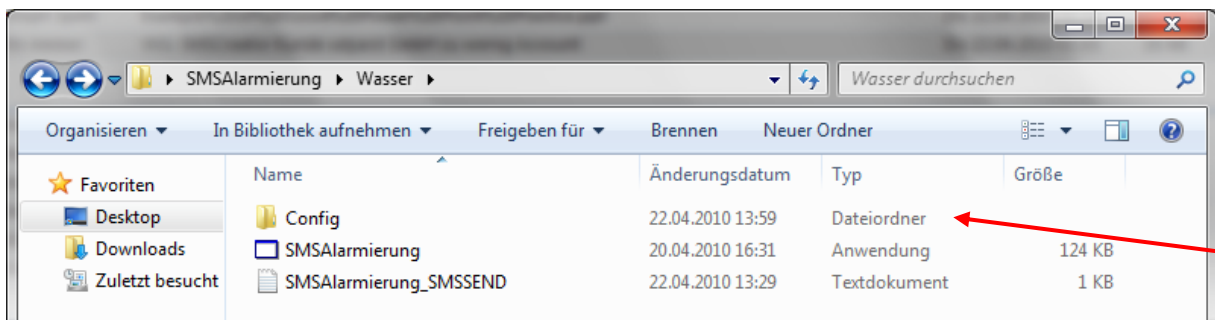 SMSAlarmierung Wasser
Wasser durchsuchen
Organisieren In Bibliothek aufnehmen Freigeben für Brennen Neuer Ordner
Favoriten
Desktop
Downloads
Zuletzt besucht
Name Änderungsdatum Typ Größe
Config 22.04.2010 13:59 Dateiordner
SMSAlarmierung 20.04.2010 16:31 Anwendung 124 KB
SMSAlarmierung_SMSSEND 22.04.2010 13:29 Textdokument 1 KB